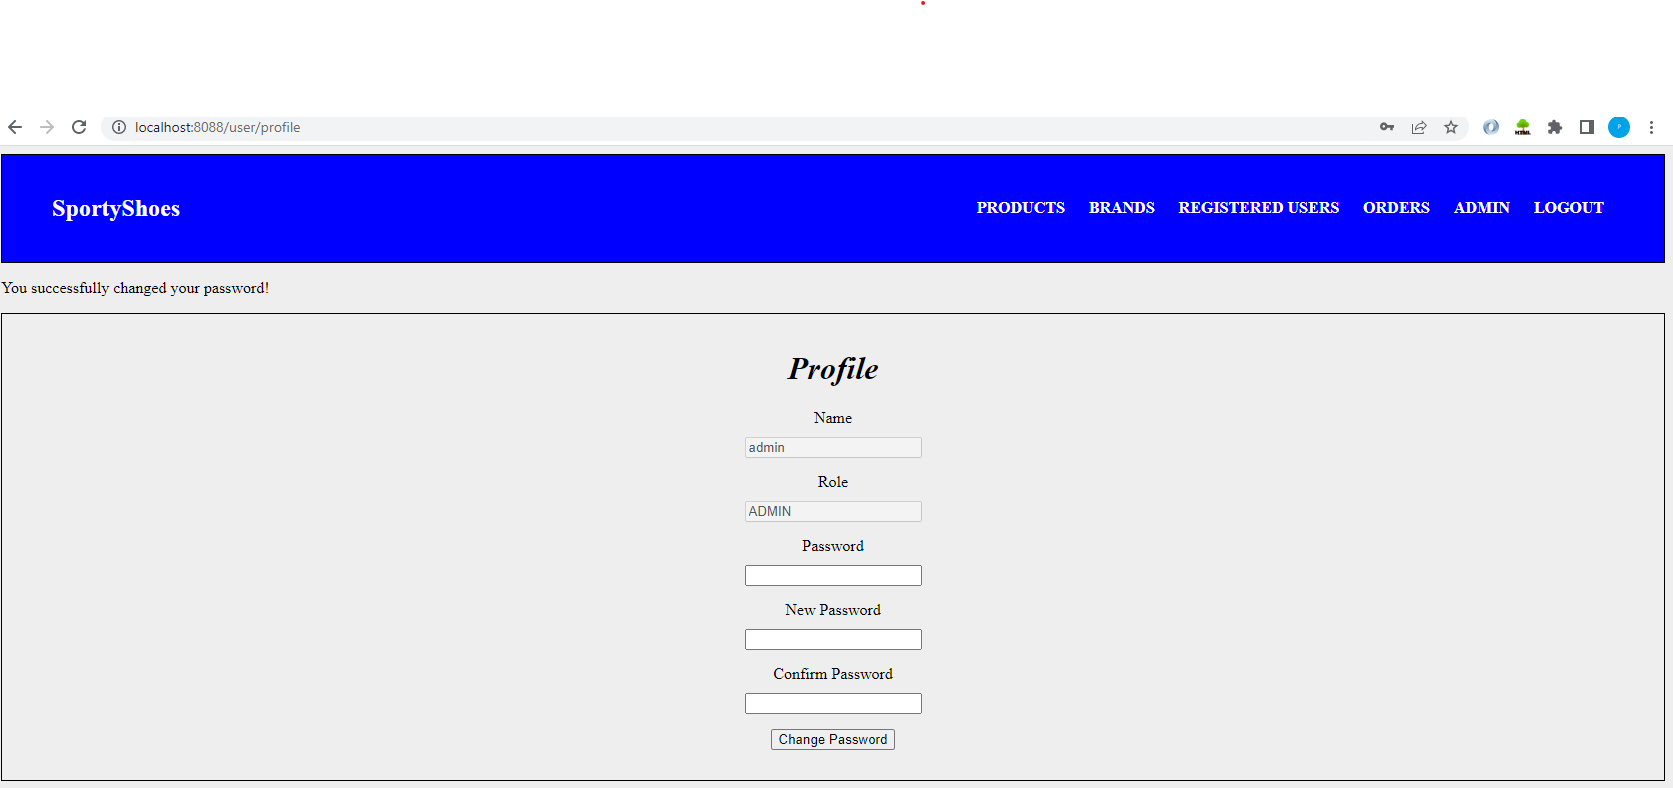 localhost:8088/user/profile
HTML
P
SportyShoes PRODUCTS BRANDS REGISTERED USERS ORDERS ADMIN LOGOUT
You successfully changed your password!
Profile
Name
admin
Role
ADMIN
Password
New Password
Confirm Password
Change Password